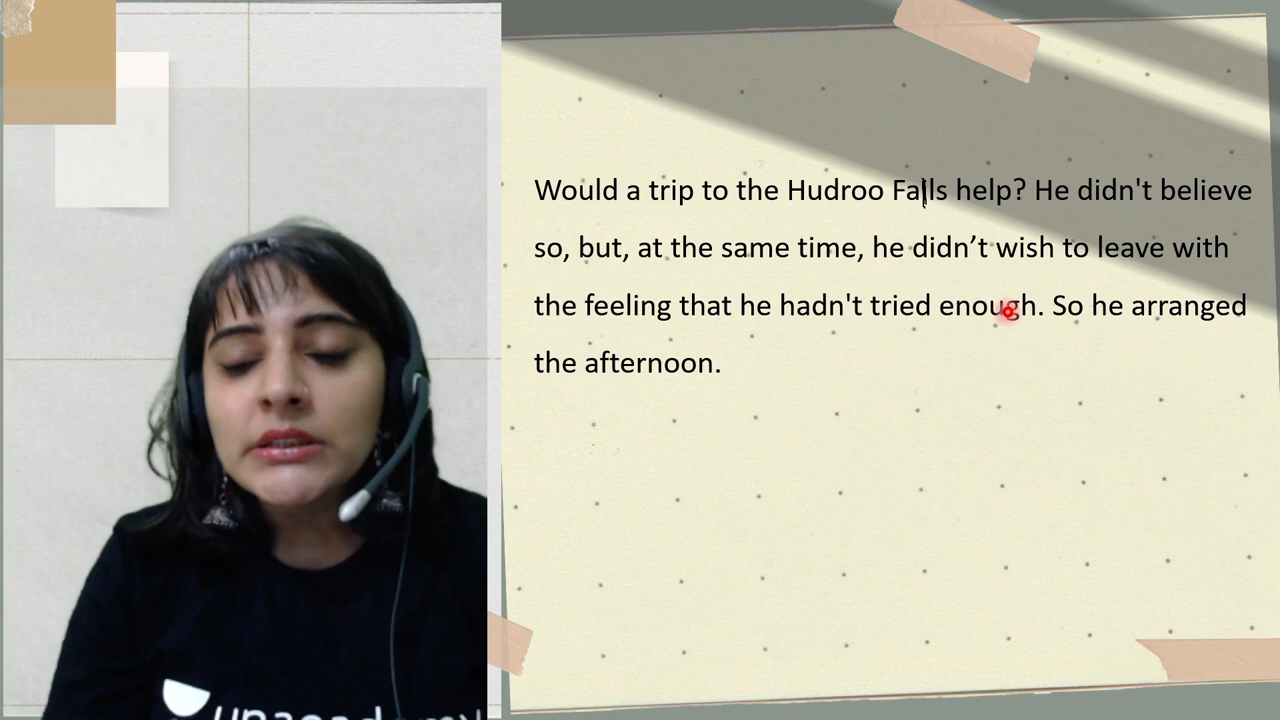 Would a trip to the Hudroo Falls help? He didn't believe
so, but, at the same time, he didn’t wish to leave with
the feeling that he hadn't tried enough. So he arranged
the afternoon.
unacademy